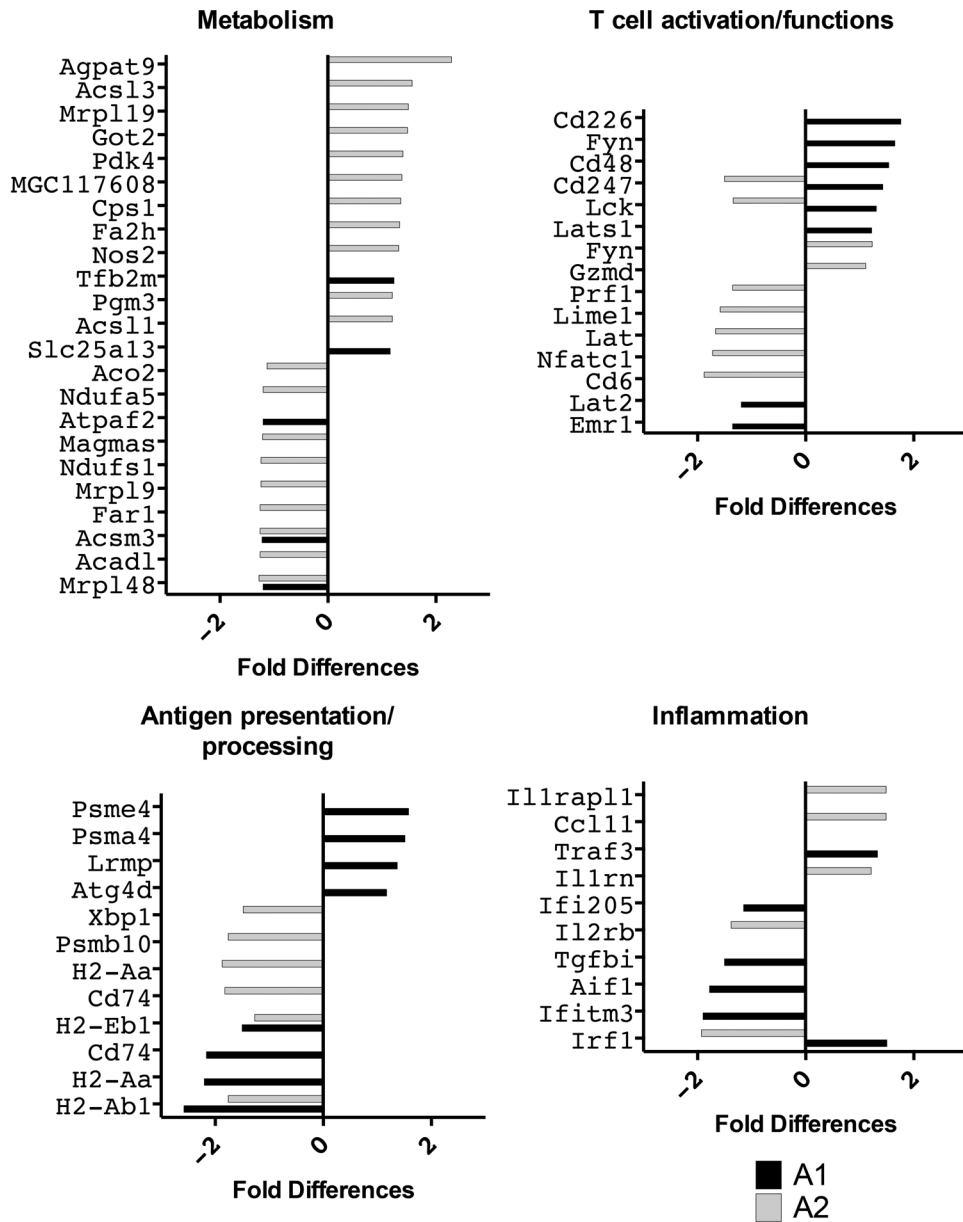 Metabolism
Agpat9
Acsl3
Mrpl19
Got2
Pdk4
MGC117608
Cps1
Fa2h
Nos2
Tfb2m
Pgm3
Acsl1
Slc25a13
Aco2
Ndufa5
Atpaf2
Magmas
Ndufs1
Mrpl9
Far1
Acsm3
Acadl
Mrpl48
-2 0 2
Fold Differences
T cell activation/functions
Cd226
Fyn
Cd48
Cd247
Lck
Lats1
Fyn
Gzmd
Prf1
Lime1
Lat
Nfatc1
Cd6
Lat2
Emr1
-2 0 2
Fold Differences
Antigen presentation/
processing
Psme4
Psma4
Lrmp
Atg4d
Xbp1
Psmb10
H2-Aa
Cd74
H2-Eb1
Cd74
H2-Aa
H2-Ab1
-2 0 2
Fold Differences
Inflammation
Il1rapl1
Ccl11
Traf3
Il1rn
Ifi205
Il2rb
Tgfbi
Aif1
Ifitm3
Irf1
-2 0 2
Fold Differences
A1
A2